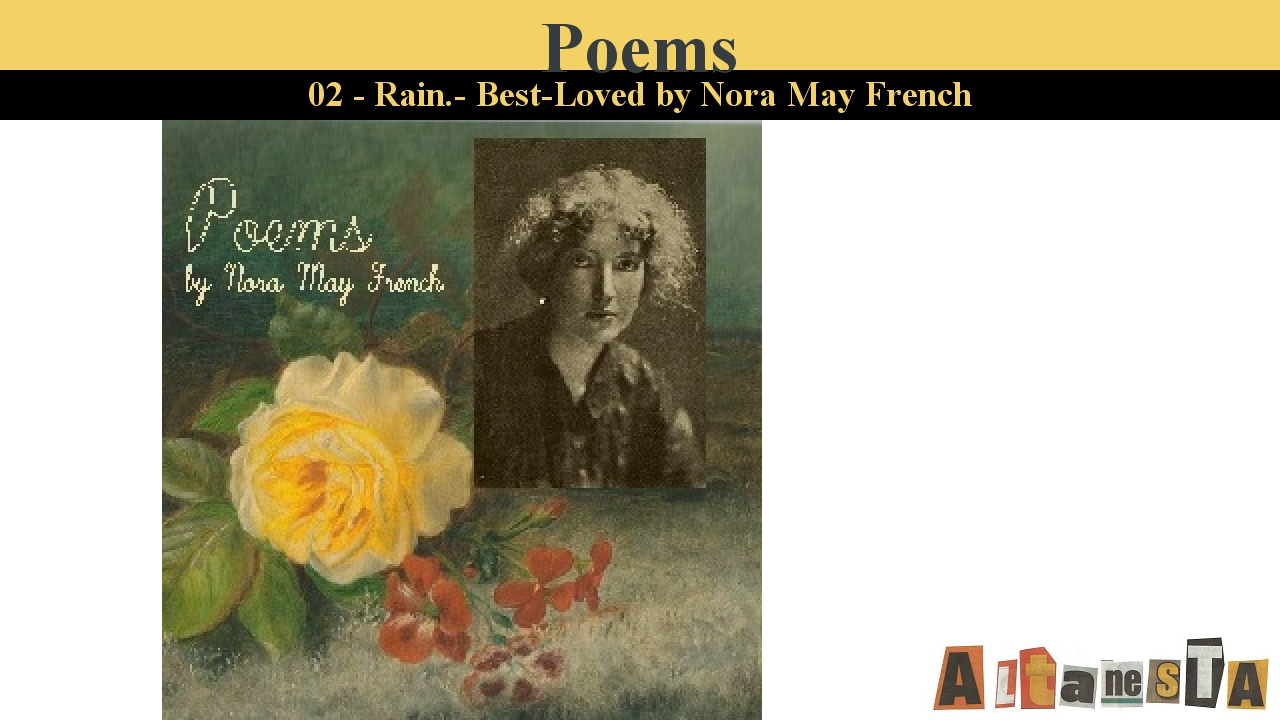 Poems
02 - Rain.- Best-Loved by Nora May French
Poems
by Nora May French
AltanesTA